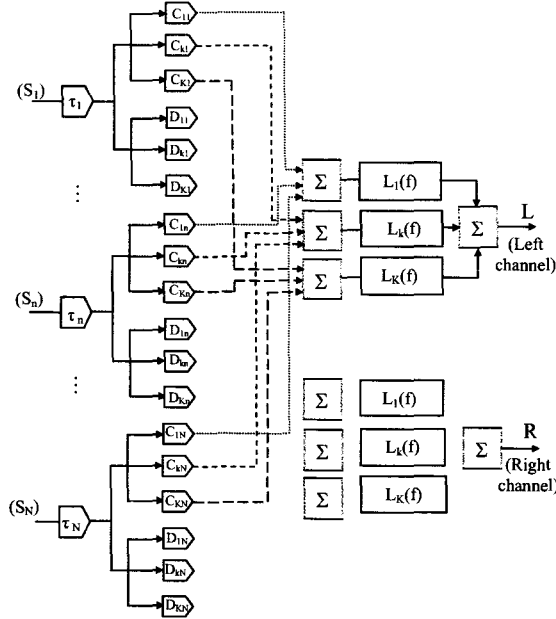 C11
Ck1
CK1
(S1)
τ1
D11
Dk1
DK1
...
C1n
Ckn
CKn
(Sn)
τn
D1n
Dkn
DKn
...
C1N
CkN
CKN
(SN)
τN
D1N
DkN
DKN
Σ
L1(f)
Σ
Lk(f)
Σ
LK(f)
Σ
L
(Left
channel)
Σ
L1(f)
Σ
Lk(f)
Σ
LK(f)
Σ
R
(Right
channel)